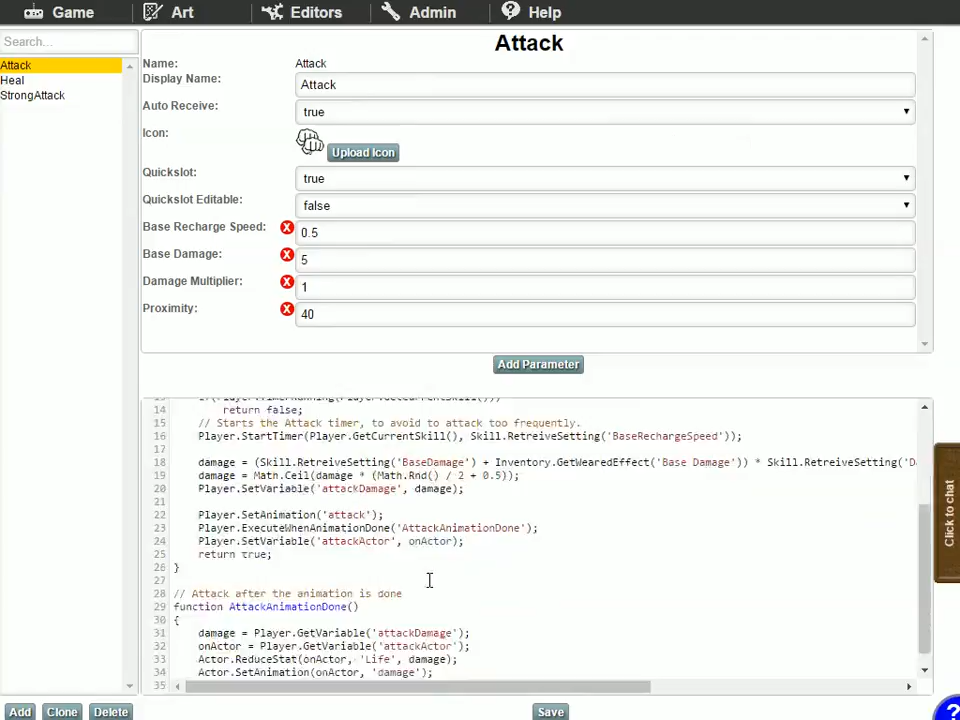 Game Art Editors Admin Help
Search...
Attack
Heal
StrongAttack
Attack
Name: Attack
Display Name: Attack
Auto Receive: true
Icon: Upload Icon
Quickslot: true
Quickslot Editable: false
Base Recharge Speed: 0.5
Base Damage: 5
Damage Multiplier: 1
Proximity: 40
Add Parameter
14 return false;
15 // Starts the Attack timer, to avoid to attack too frequently.
16 Player.StartTimer(Player.GetCurrentSkill(), Skill.RetreiveSetting('BaseRechargeSpeed'));
17
18 damage = (Skill.RetreiveSetting('BaseDamage') + Inventory.GetWearedEffect('Base Damage')) * Skill.RetreiveSetting('D
19 damage = Math.Ceil(damage * (Math.Rnd() / 2 + 0.5));
20 Player.SetVariable('attackDamage', damage);
21
22 Player.SetAnimation('attack');
23 Player.ExecuteWhenAnimationDone('AttackAnimationDone');
24 Player.SetVariable('attackActor', onActor);
25 return true;
26 }
27
28 // Attack after the animation is done
29 function AttackAnimationDone()
30 {
31 damage = Player.GetVariable('attackDamage');
32 onActor = Player.GetVariable('attackActor');
33 Actor.ReduceStat(onActor, 'Life', damage);
34 Actor.SetAnimation(onActor, 'damage');
35
Add Clone Delete Save
Click to chat
?